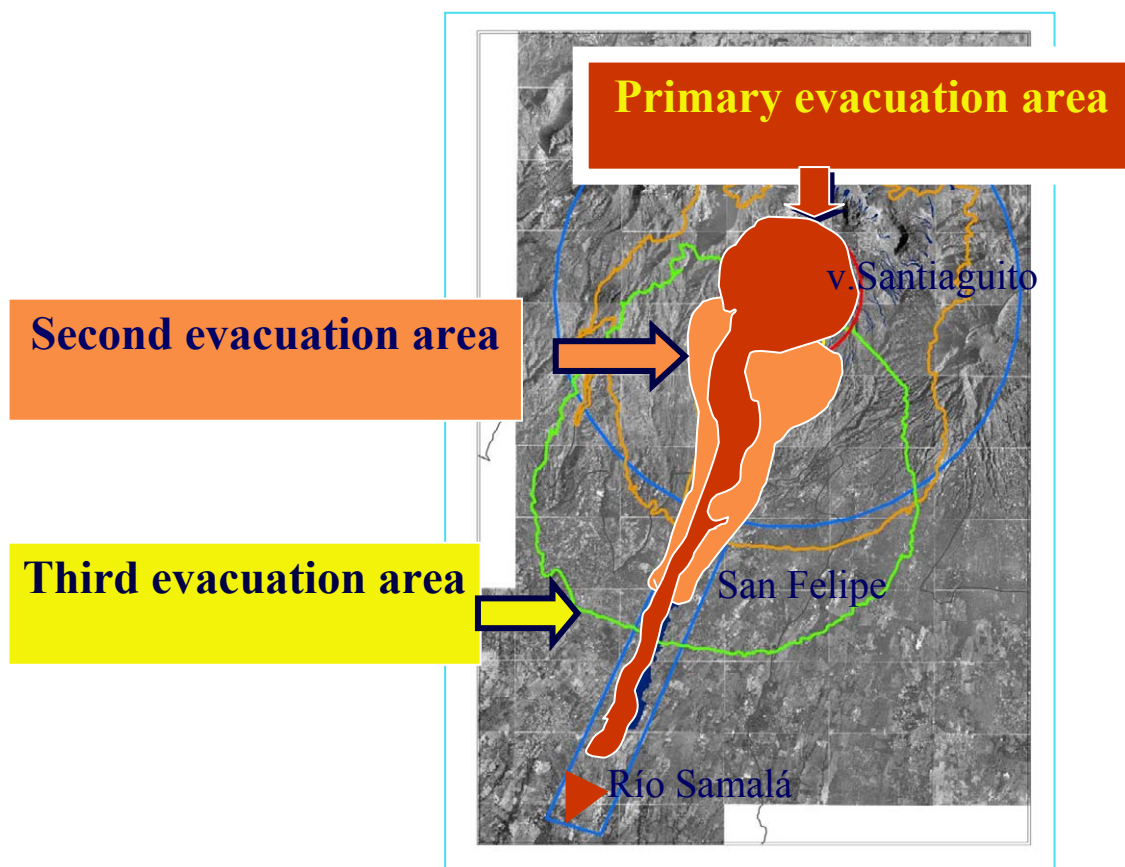 Primary evacuation area
v.Santiaguito
Second evacuation area
Third evacuation area
San Felipe
Río Samalá